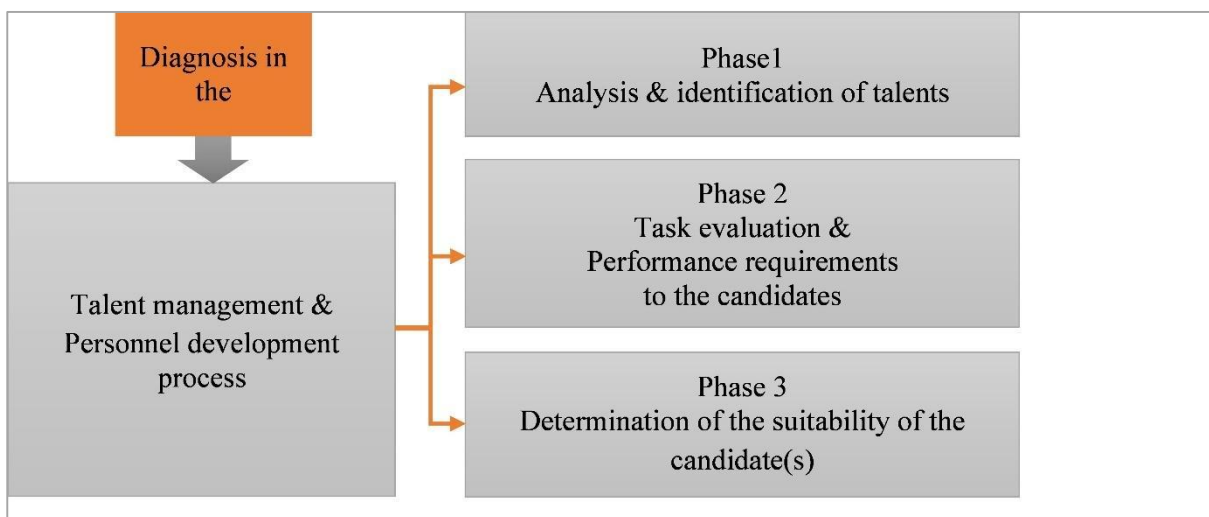 Diagnosis in
the
Talent management &
Personnel development
process
Phase1
Analysis & identification of talents
Phase 2
Task evaluation &
Performance requirements
to the candidates
Phase 3
Determination of the suitability of the
candidate(s)